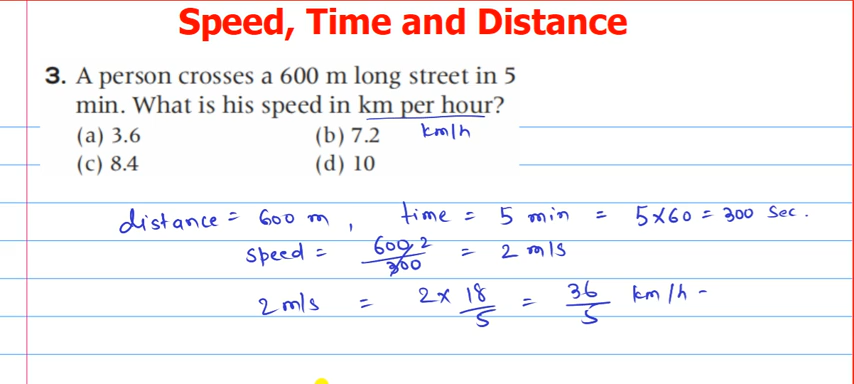 Speed, Time and Distance
3. A person crosses a 600 m long street in 5
min. What is his speed in km per hour?
(a) 3.6 (b) 7.2 km/h
(c) 8.4 (d) 10
distance = 600 m, time = 5 min = 5×60 = 300 Sec.
Speed = 600/300 2 = 2 m/s
2 m/s = 2× 18/5 = 36/5 km/h -